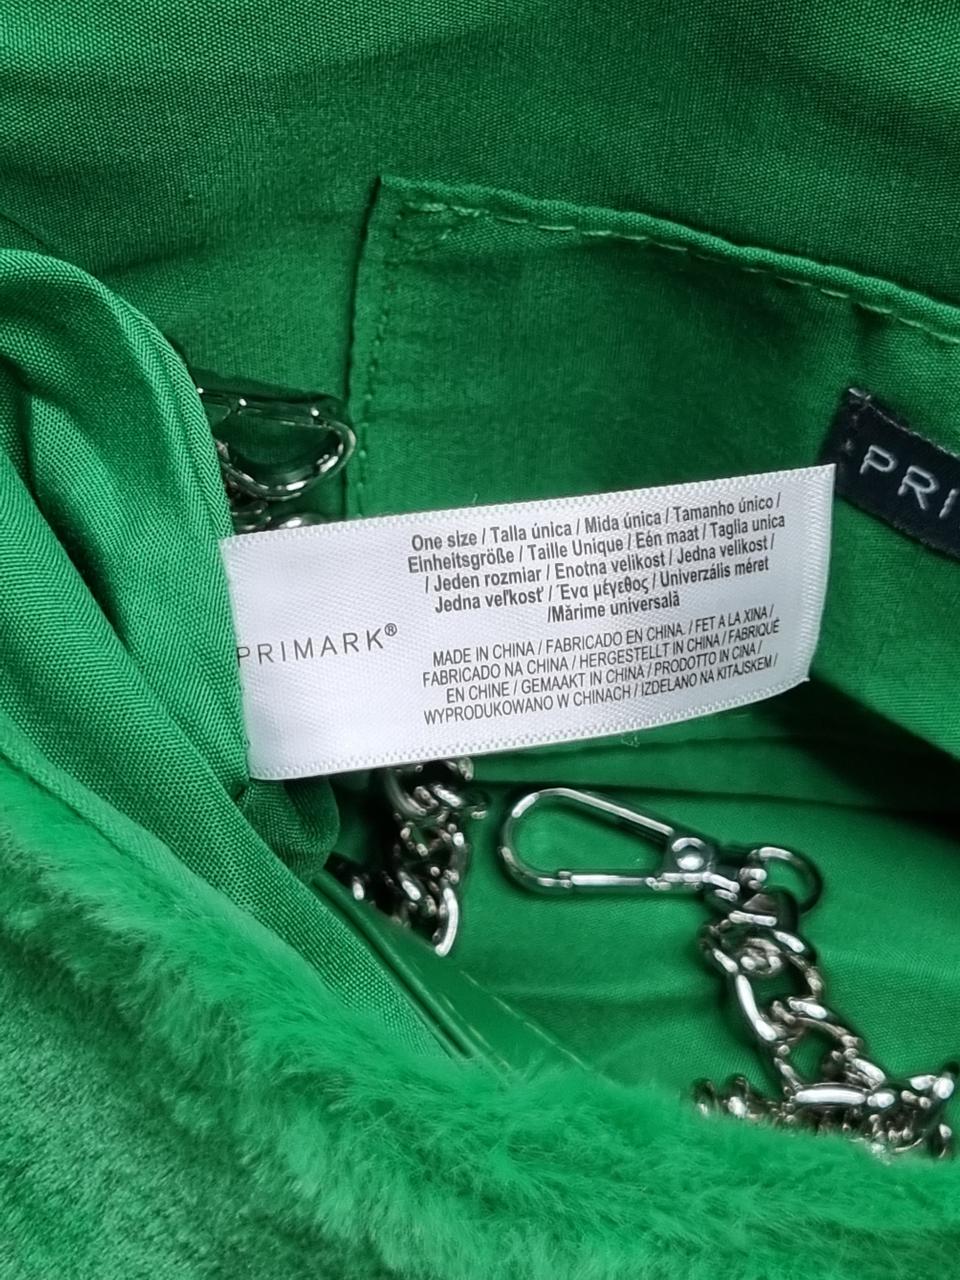 PRI
PRIMARK®
One size / Talla única / Mida única / Tamanho único /
Einheitsgröße / Taille Unique / Eén maat / Taglia unica
/ Jeden rozmiar / Enotna velikost / Jedna velikost /
Jedna veľkosť / Ένα μέγεθος / Univerzális méret
/Mărime universală
MADE IN CHINA / FABRICADO EN CHINA. / FET A LA XINA /
FABRICADO NA CHINA / HERGESTELLT IN CHINA / FABRIQUÉ
EN CHINE / GEMAAKT IN CHINA / PRODOTTO IN CINA /
WYPRODUKOWANO W CHINACH / IZDELANO NA KITAJSKEM /